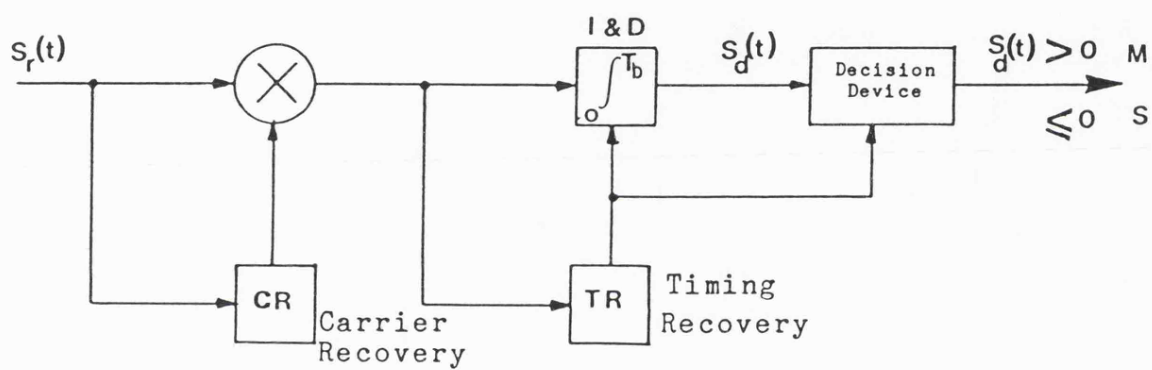 S_r(t)
I & D
∫ T_b
o
S_d(t)
Decision
Device
S_d(t) > 0 M
≤ 0 S
CR
Carrier
Recovery
TR
Timing
Recovery